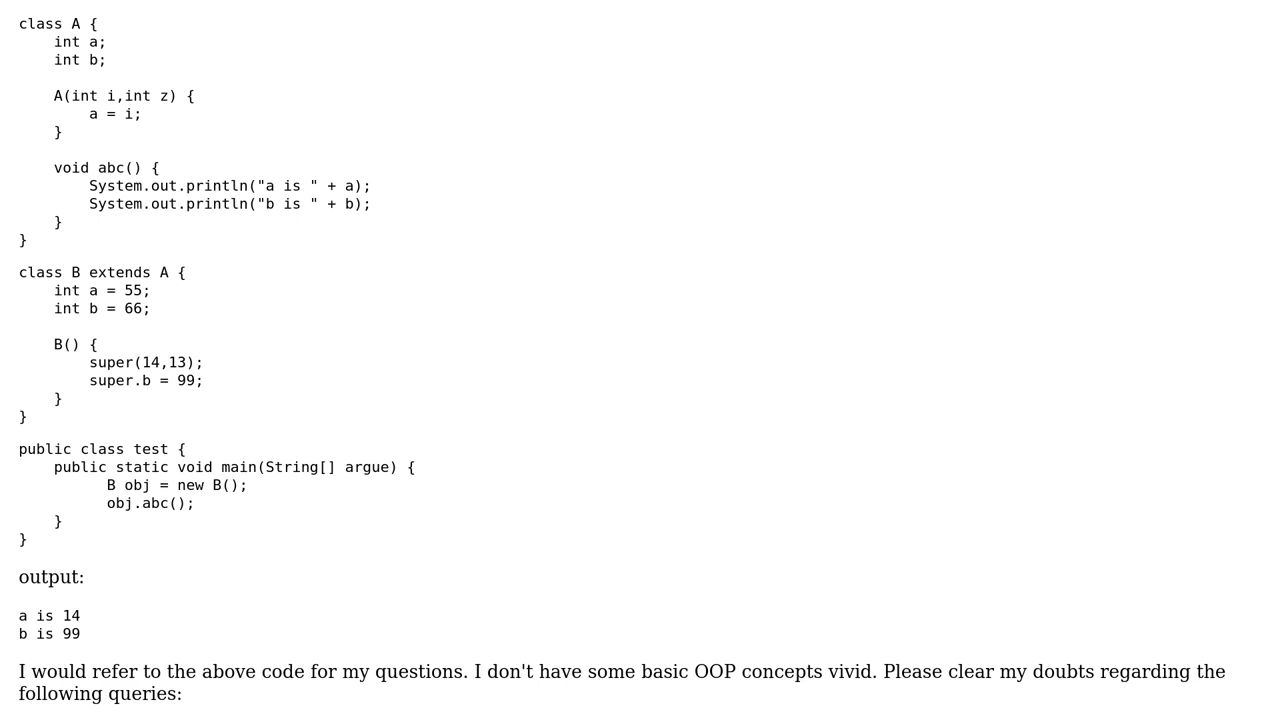 class A {
    int a;
    int b;

    A(int i,int z) {
        a = i;
    }

    void abc() {
        System.out.println("a is " + a);
        System.out.println("b is " + b);
    }
}

class B extends A {
    int a = 55;
    int b = 66;

    B() {
        super(14,13);
        super.b = 99;
    }
}

public class test {
    public static void main(String[] argue) {
          B obj = new B();
          obj.abc();
    }
}

output:

a is 14
b is 99

I would refer to the above code for my questions. I don't have some basic OOP concepts vivid. Please clear my doubts regarding the
following queries: